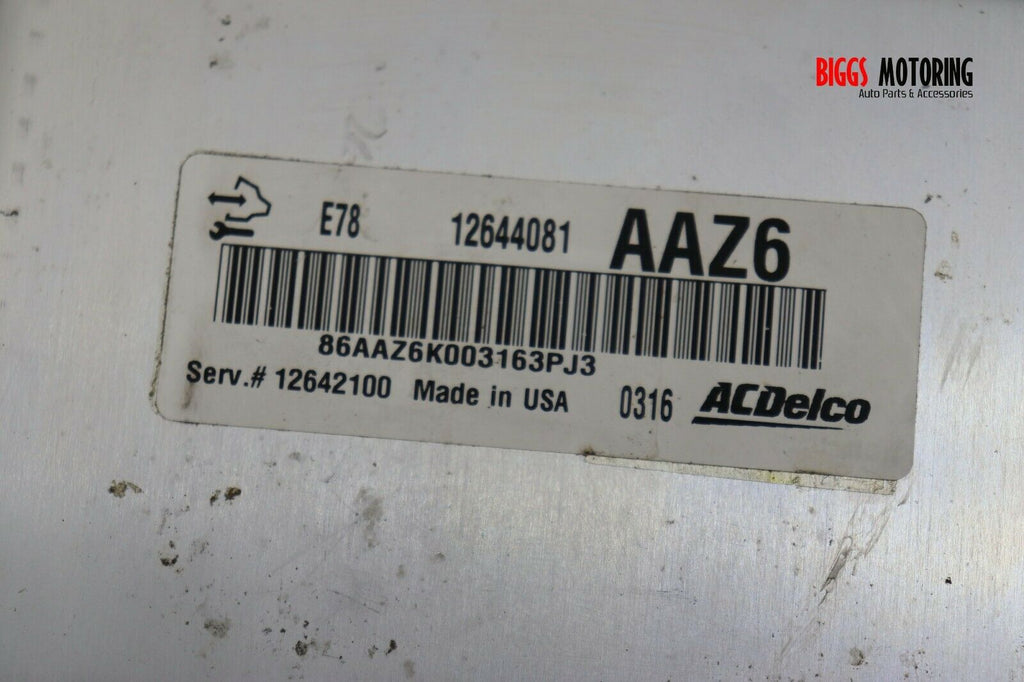 BIGGS MOTORING
Auto Parts & Accessories
E78 12644081 AAZ6
86AAZ6K003163PJ3
Serv.# 12642100 Made in USA 0316 ACDelco